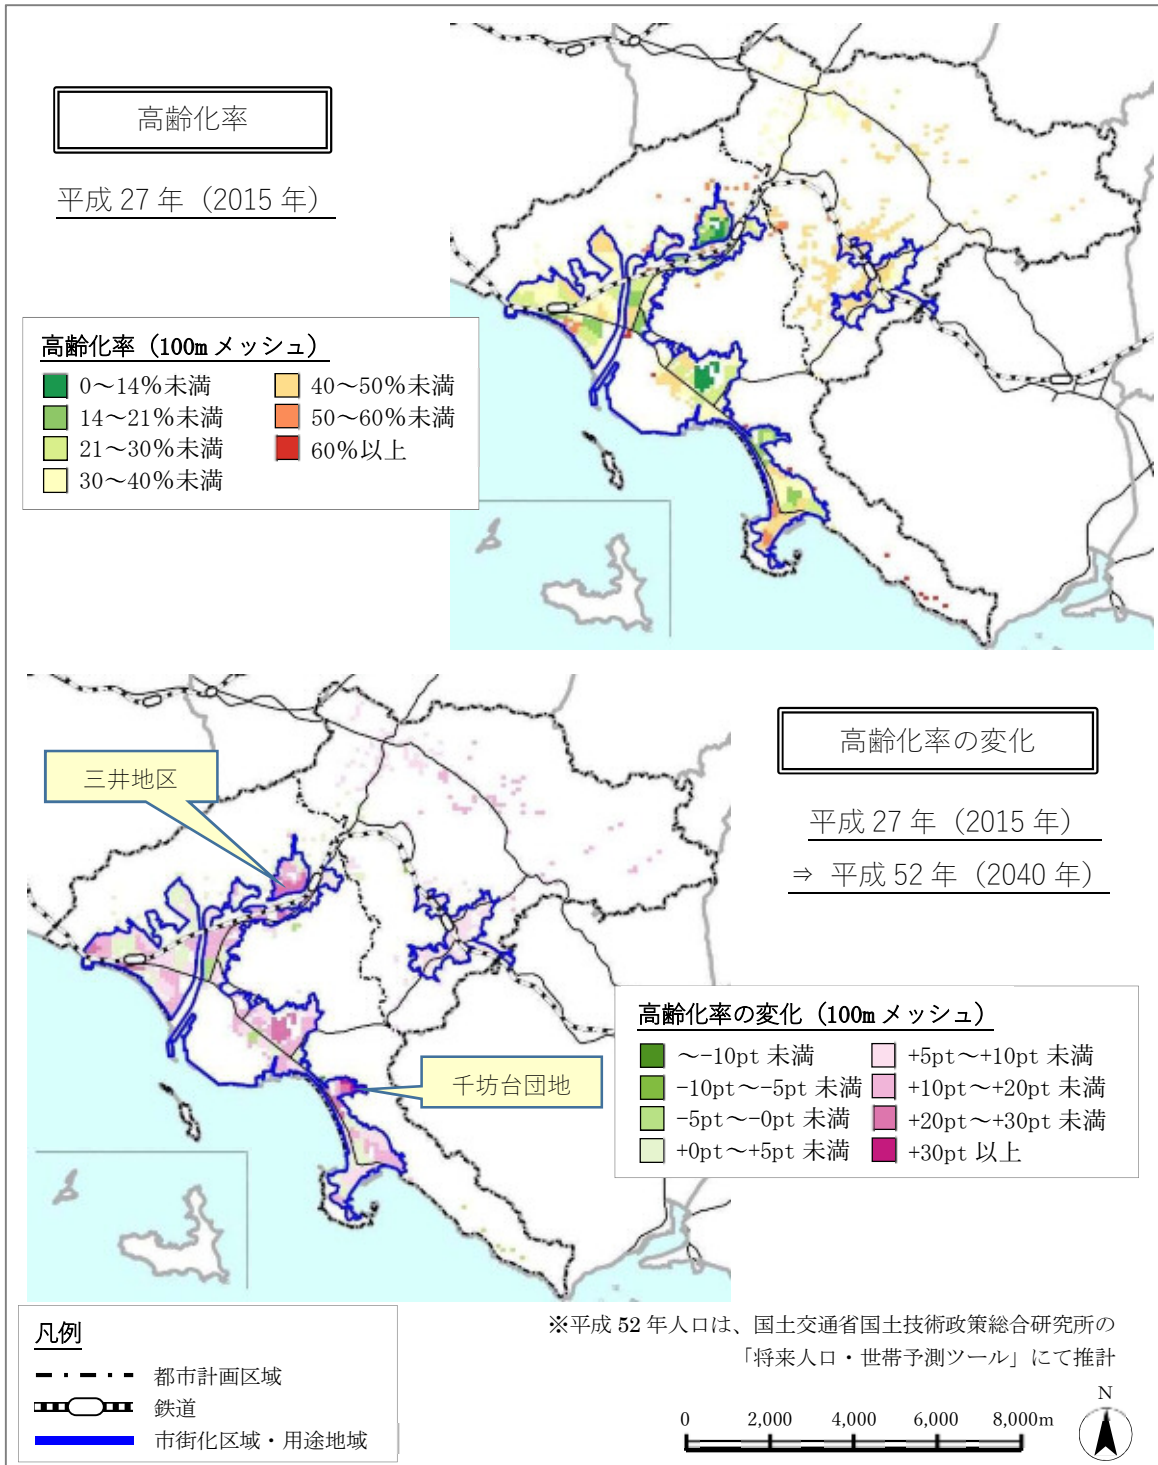 高齢化率
平成 27 年（2015 年）
高齢化率（100m メッシュ）
0～14%未満
14～21%未満
21～30%未満
30～40%未満
40～50%未満
50～60%未満
60%以上
三井地区
千坊台団地
高齢化率の変化
平成 27 年（2015 年）
⇒ 平成 52 年（2040 年）
高齢化率の変化（100m メッシュ）
～-10pt 未満
-10pt～-5pt 未満
-5pt～-0pt 未満
+0pt～+5pt 未満
+5pt～+10pt 未満
+10pt～+20pt 未満
+20pt～+30pt 未満
+30pt 以上
凡例
都市計画区域
鉄道
市街化区域・用途地域
※平成 52 年人口は、国土交通省国土技術政策総合研究所の
「将来人口・世帯予測ツール」にて推計
0 2,000 4,000 6,000 8,000m
N